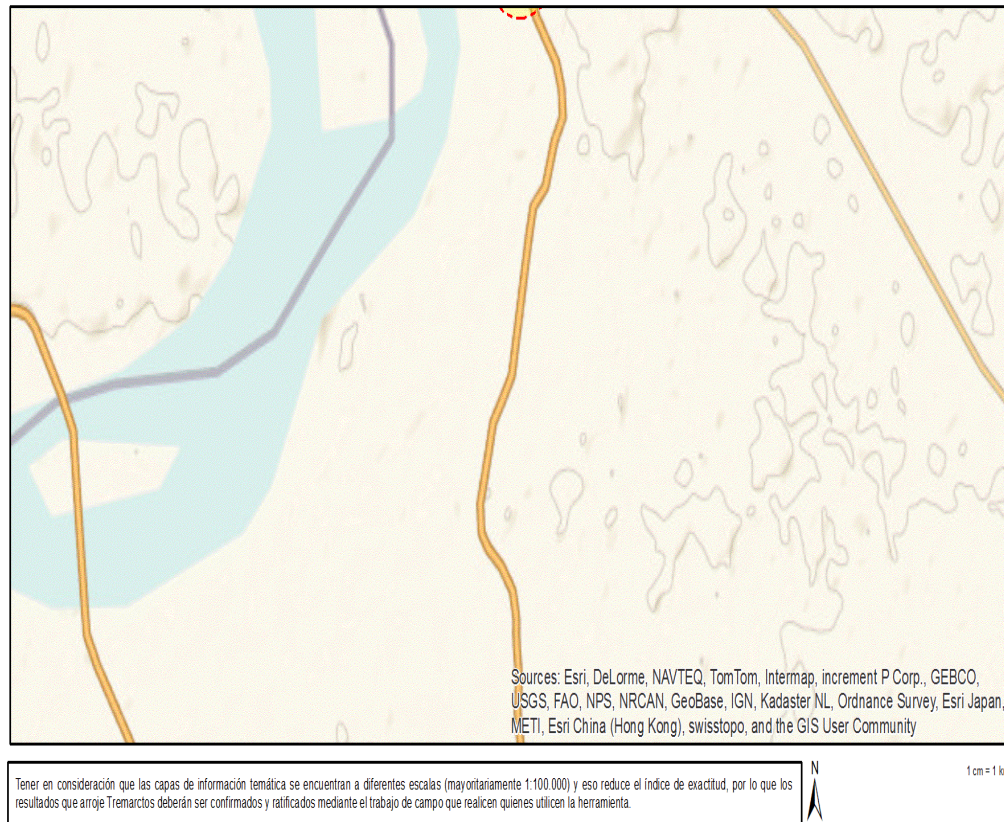 Sources: Esri, DeLorme, NAVTEQ, TomTom, Intermap, increment P Corp., GEBCO,
USGS, FAO, NPS, NRCAN, GeoBase, IGN, Kadaster NL, Ordnance Survey, Esri Japan,
METI, Esri China (Hong Kong), swisstopo, and the GIS User Community
Tener en consideración que las capas de información temática se encuentran a diferentes escalas (mayoritariamente 1:100.000) y eso reduce el índice de exactitud, por lo que los
resultados que arroje Tremarctos deberán ser confirmados y ratificados mediante el trabajo de campo que realicen quienes utilicen la herramienta.
N
1 cm = 1 k